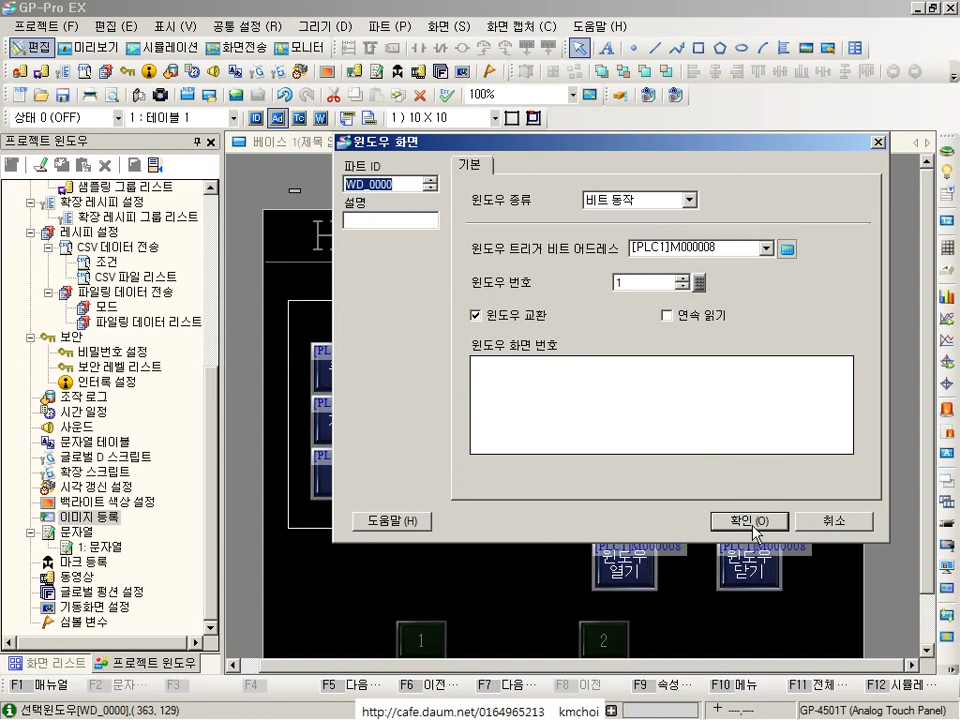 GP-Pro EX
프로젝트 (F) 편집 (E) 표시 (V) 공통 설정 (R) 그리기 (D) 파트 (P) 화면 (S) 화면 캡처 (C) 도움말 (H)
편집 미리보기 시뮬레이션 화면전송 모니터
100%
상태 0 (OFF) 1 : 테이블 1 ID Ad Tc W 1 ) 10 X 10
프로젝트 윈도우
샘플링 그룹 리스트
확장 레시피 설정
확장 레시피 그룹 리스트
레시피 설정
CSV 데이터 전송
조건
CSV 파일 리스트
파일링 데이터 전송
모드
파일링 데이터 리스트
보안
비밀번호 설정
보안 레벨 리스트
인터록 설정
조작 로그
시간 일정
사운드
문자열 테이블
글로벌 D 스크립트
확장 스크립트
시각 갱신 설정
백라이트 색상 설정
이미지 등록
문자열
1: 문자열
마크 등록
동영상
글로벌 펑션 설정
기동화면 설정
심볼 변수
화면 리스트 프로젝트 윈도우
베이스 1(제목
H
[PL
[PL
[PL
윈도우 화면
파트 ID
WD_0000
설명
기본
윈도우 종류 비트 동작
윈도우 트리거 비트 어드레스 [PLC1]M000008
윈도우 번호 1
윈도우 교환 연속 읽기
윈도우 화면 번호
도움말 (H) 확인 (O) 취소
[PLC1]M000008 [PLC1]M000008
윈도우 열기 윈도우 닫기
1 2
F1 매뉴얼 F2 문자… F3 F4 F5 다음… F6 이전… F7 다음… F8 이전 F9 속성… F10 메뉴 F11 전체… F12 시뮬레…
선택윈도우[WD_0000].( 363, 129) http://cafe.daum.net/0164965213 kmchoi ----,---- GP-4501T (Analog Touch Panel)